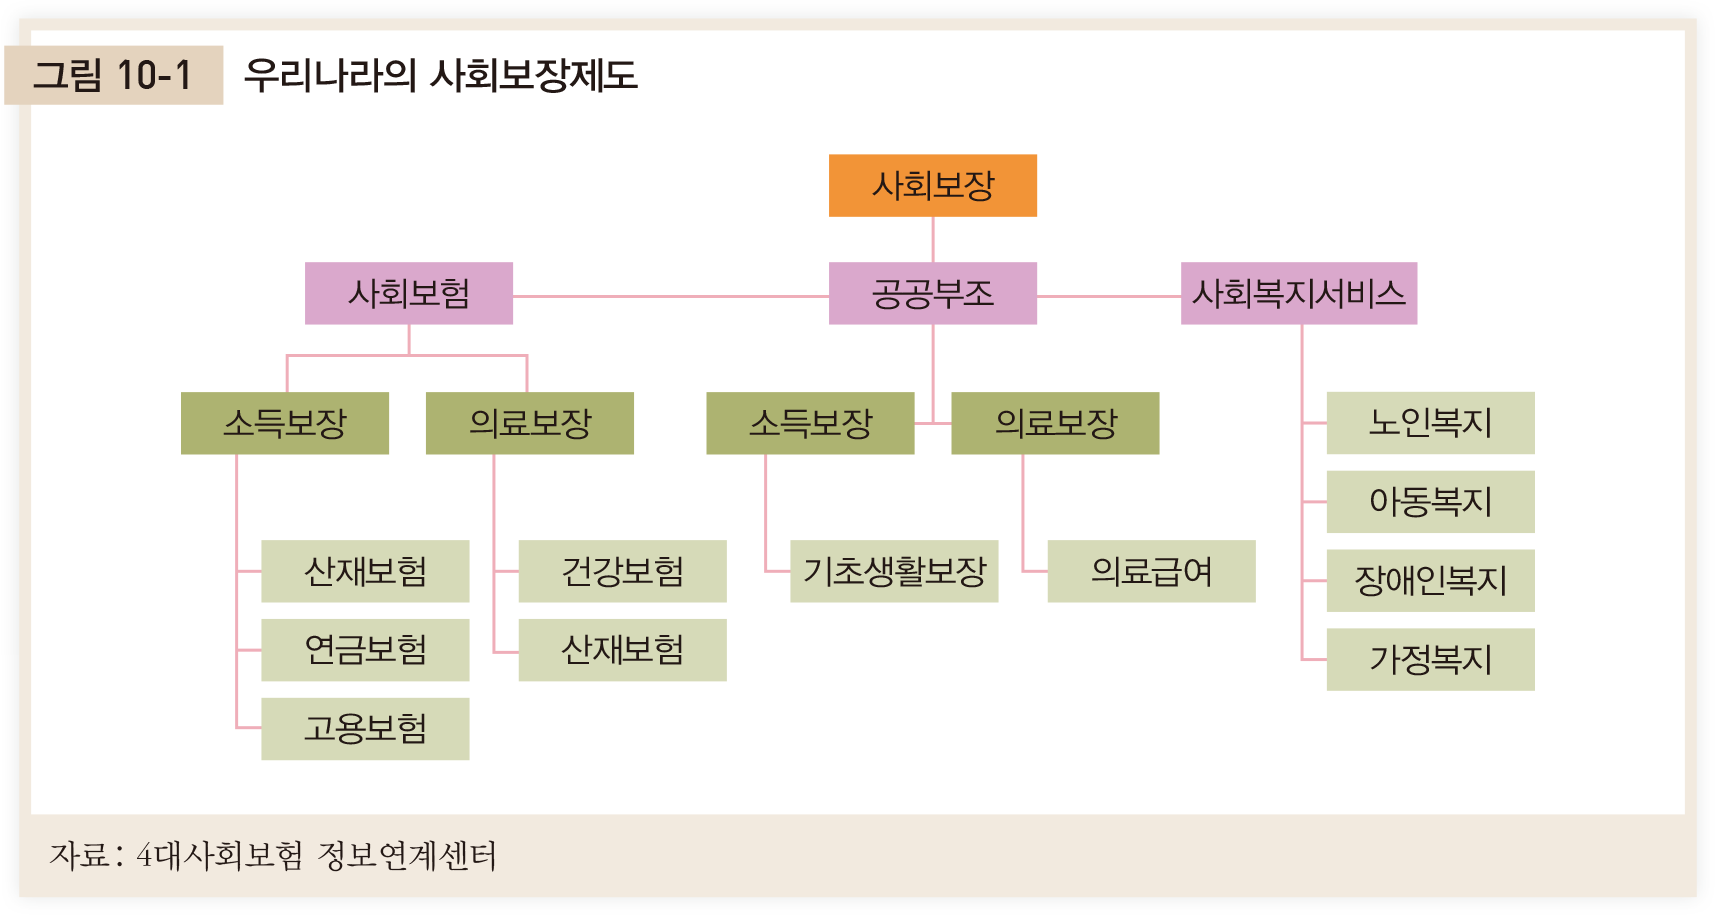 그림 10-1 우리나라의 사회보장제도
사회보장
사회보험 공공부조 사회복지서비스
소득보장 의료보장 소득보장 의료보장 노인복지
아동복지
산재보험 건강보험 기초생활보장 의료급여 장애인복지
연금보험 산재보험 가정복지
고용보험
자료 : 4대사회보험 정보연계센터